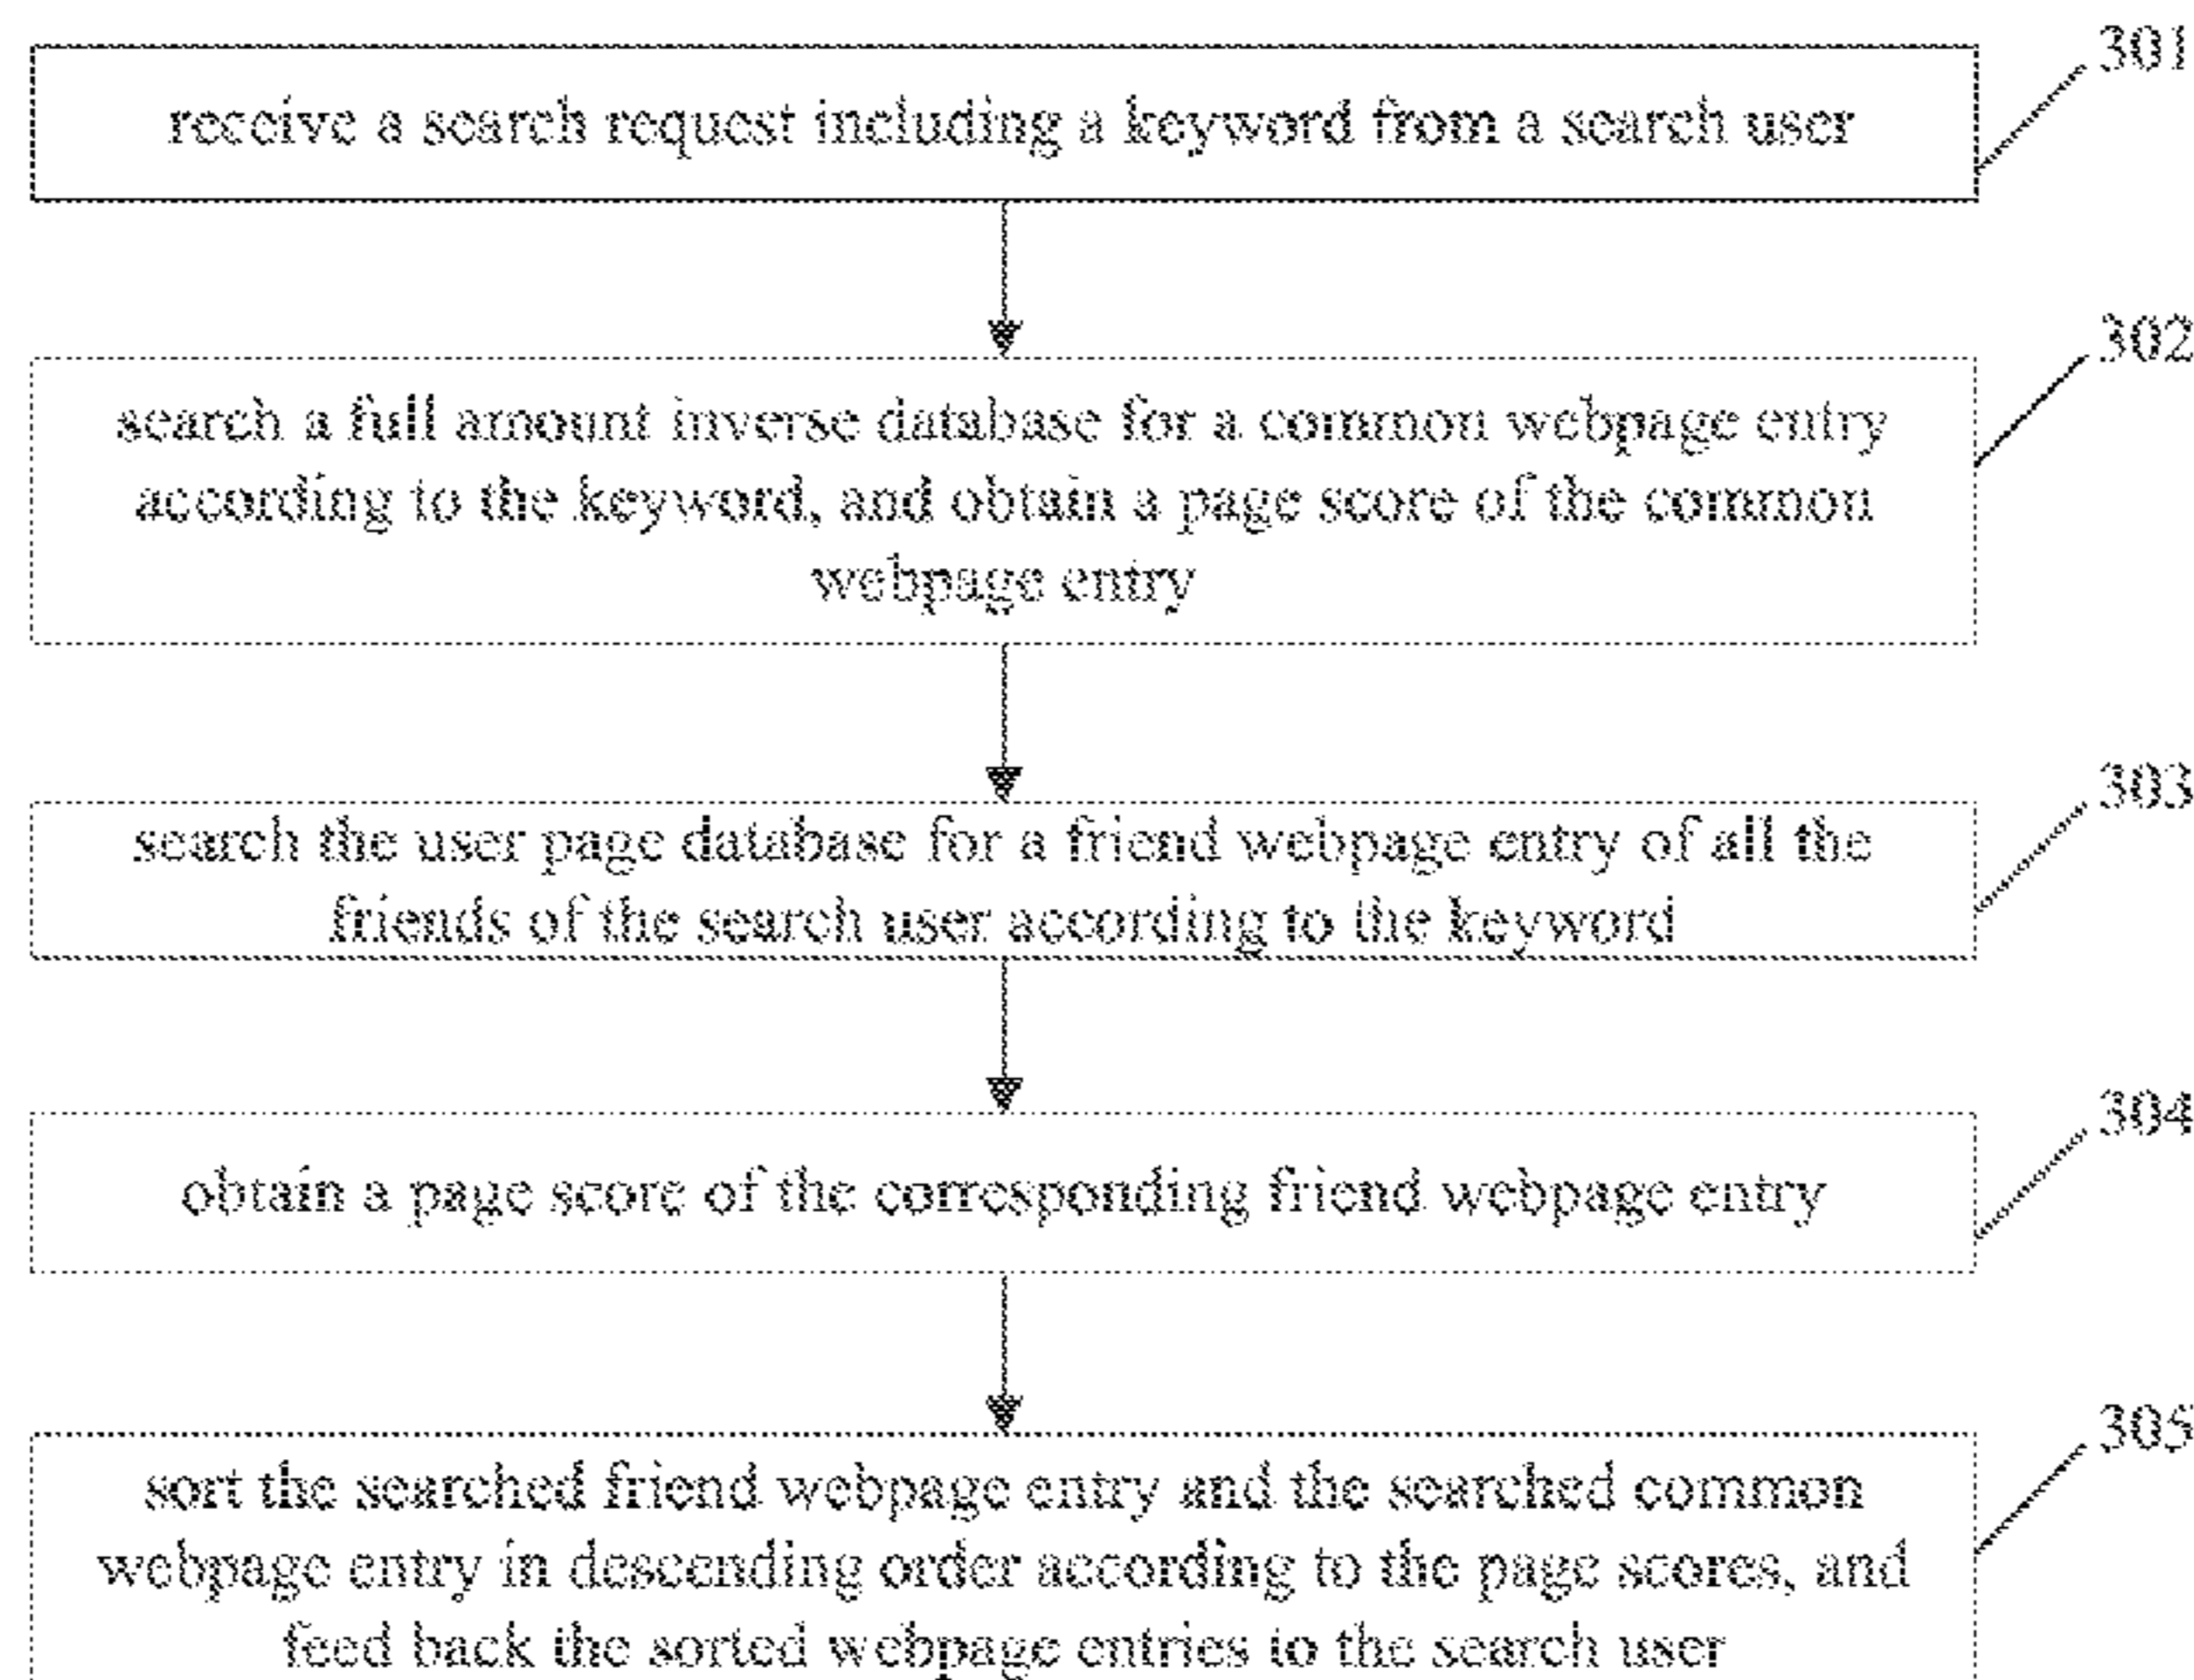 301
receive a search request including a keyword from a search user
302
search a full amount inverse database for a common webpage entry
according to the keyword, and obtain a page score of the common
webpage entry
303
search the user page database for a friend webpage entry of all the
friends of the search user according to the keyword
304
obtain a page score of the corresponding friend webpage entry
305
sort the searched friend webpage entry and the searched common
webpage entry in descending order according to the page scores, and
feed back the sorted webpage entries to the search user